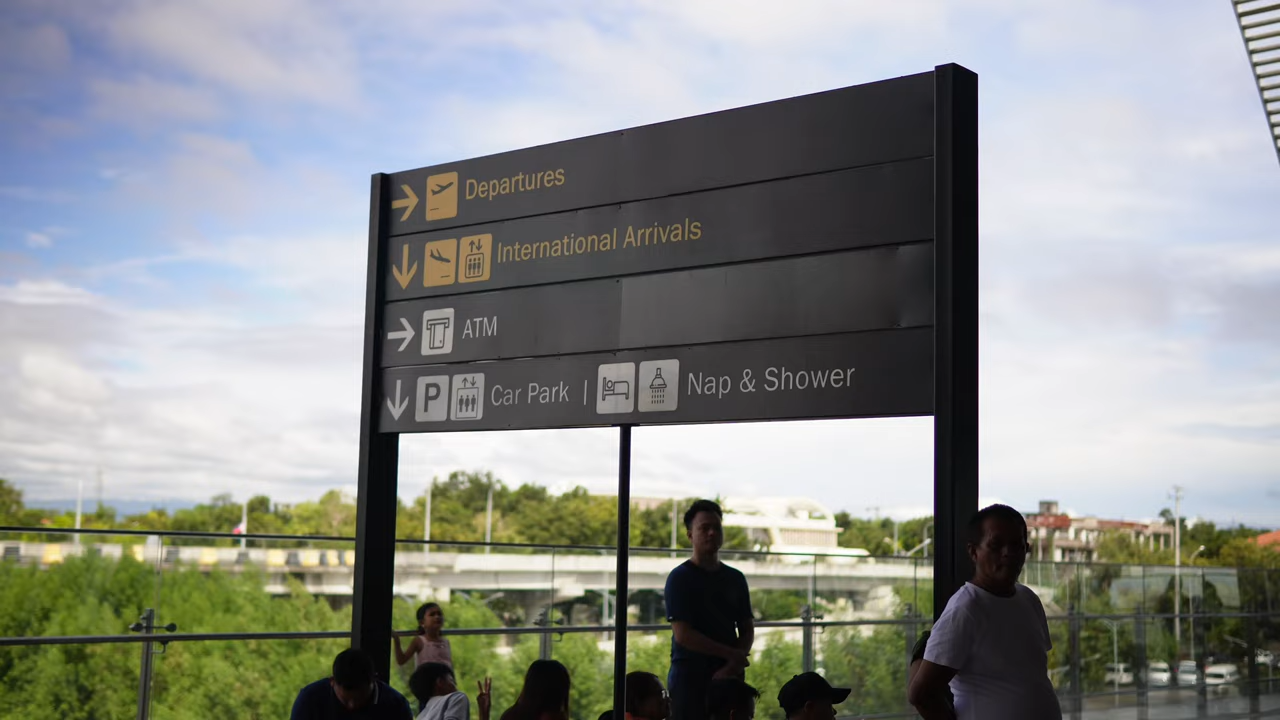 Departures
International Arrivals
ATM
P Car Park | Nap & Shower